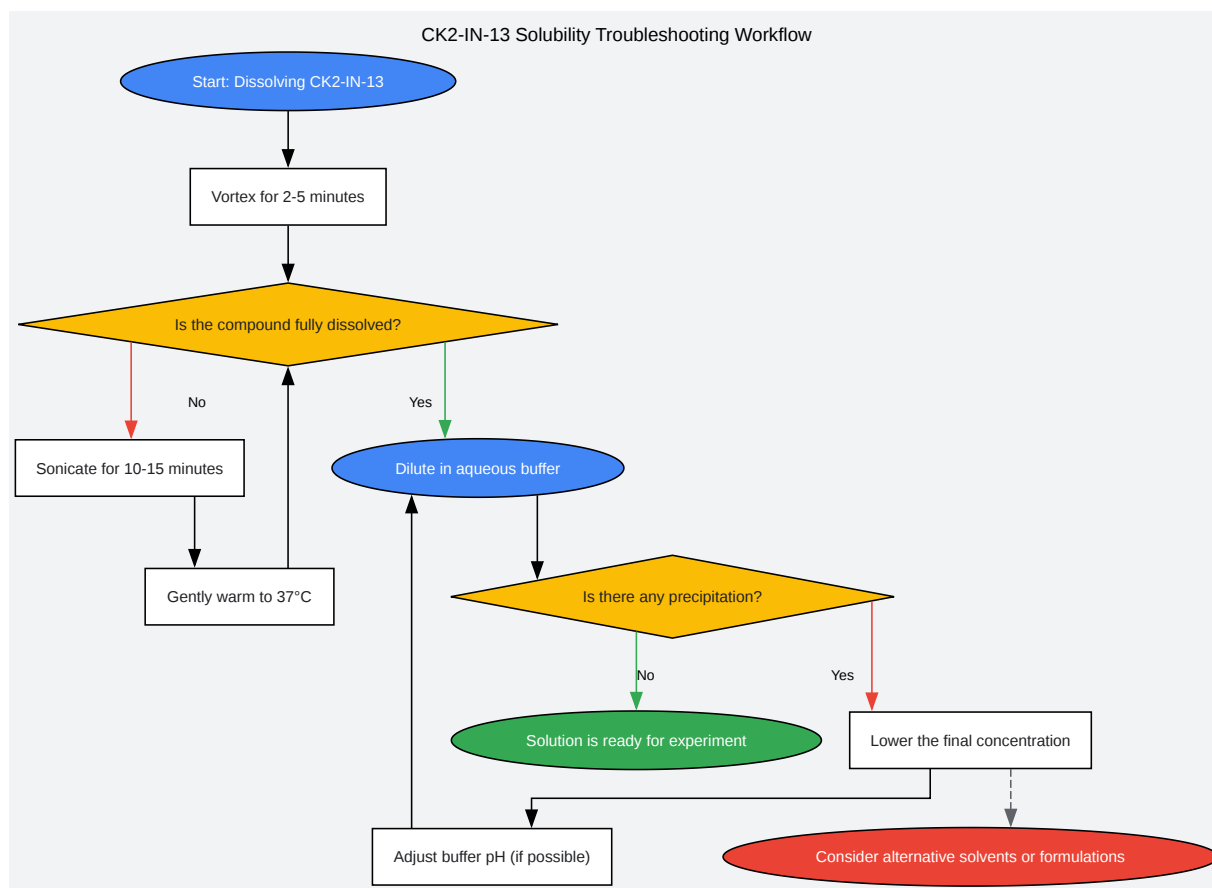 CK2-IN-13 Solubility Troubleshooting Workflow
Start: Dissolving CK2-IN-13
Vortex for 2-5 minutes
Is the compound fully dissolved?
No
Yes
Sonicate for 10-15 minutes
Dilute in aqueous buffer
Gently warm to 37°C
Is there any precipitation?
No
Yes
Solution is ready for experiment
Lower the final concentration
Adjust buffer pH (if possible)
Consider alternative solvents or formulations